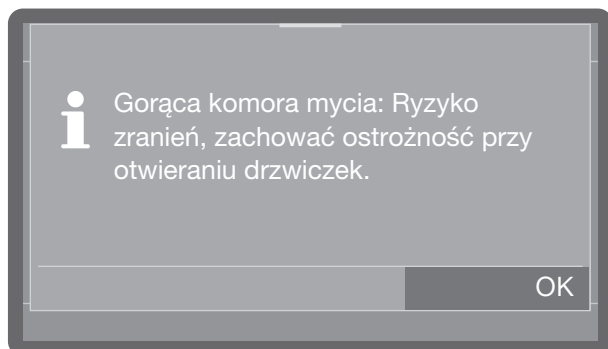 Gorąca komora mycia: Ryzyko
zranień, zachować ostrożność przy
otwieraniu drzwiczek.
OK